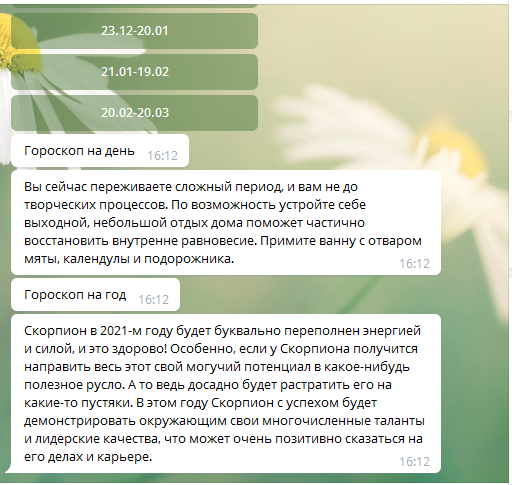 23.12-20.01
21.01-19.02
20.02-20.03
Гороскоп на день 16:12
Вы сейчас переживаете сложный период, и вам не до
творческих процессов. По возможность устройте себе
выходной, небольшой отдых дома поможет частично
восстановить внутренне равновесие. Примите ванну с отваром
мяты, календулы и подорожника.
16:12
Гороскоп на год 16:12
Скорпион в 2021-м году будет буквально переполнен энергией
и силой, и это здорово! Особенно, если у Скорпиона получится
направить весь этот свой могучий потенциал в какое-нибудь
полезное русло. А то ведь досадно будет растратить его на
какие-то пустяки. В этом году Скорпион с успехом будет
демонстрировать окружающим свои многочисленные таланты
и лидерские качества, что может очень позитивно сказаться на
его делах и карьере.
16:12